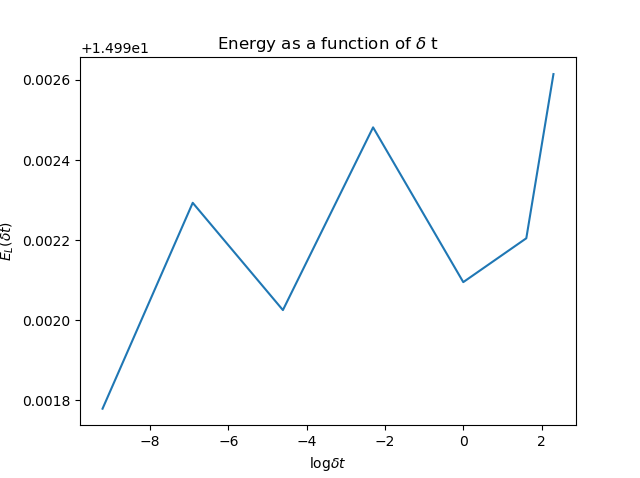 Energy as a function of δ t
+1.499e1
0.0026
0.0024
0.0022
0.0020
0.0018
E_L(δt)
−8
−6
−4
−2
0
2
logδt